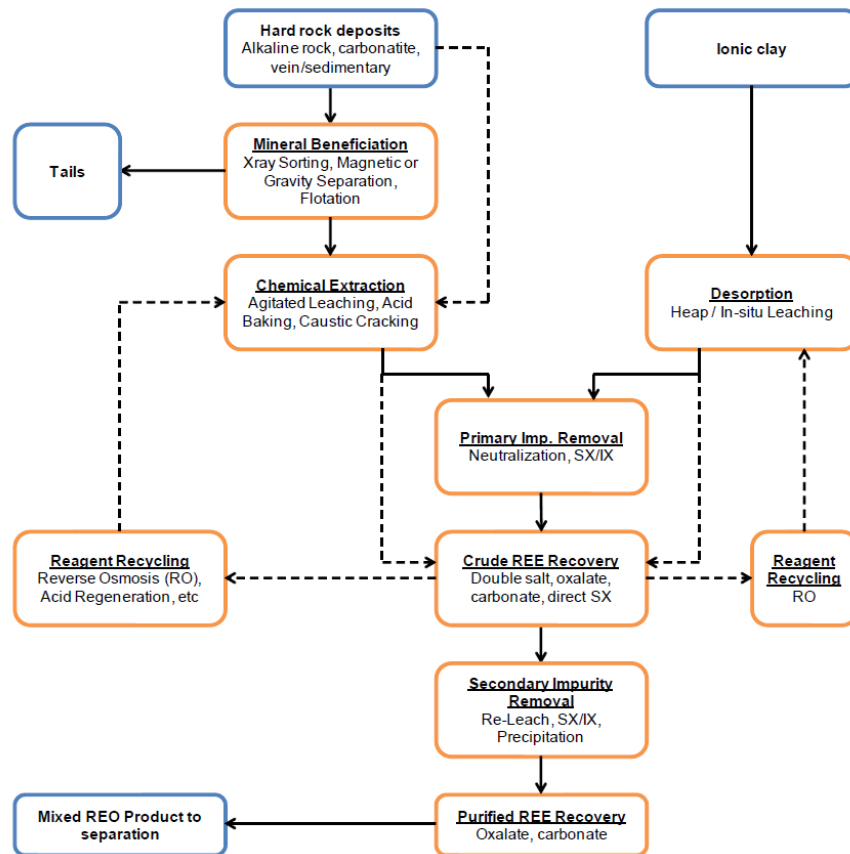 Hard rock deposits
Alkaline rock, carbonatite,
vein/sedimentary
Ionic clay
Mineral Beneficiation
Xray Sorting, Magnetic or
Gravity Separation,
Flotation
Tails
Chemical Extraction
Agitated Leaching, Acid
Baking, Caustic Cracking
Desorption
Heap / In-situ Leaching
Primary Imp. Removal
Neutralization, SX/IX
Reagent Recycling
Reverse Osmosis (RO),
Acid Regeneration, etc
Crude REE Recovery
Double salt, oxalate,
carbonate, direct SX
Reagent
Recycling
RO
Secondary Impurity
Removal
Re-Leach, SX/IX,
Precipitation
Mixed REO Product to
separation
Purified REE Recovery
Oxalate, carbonate